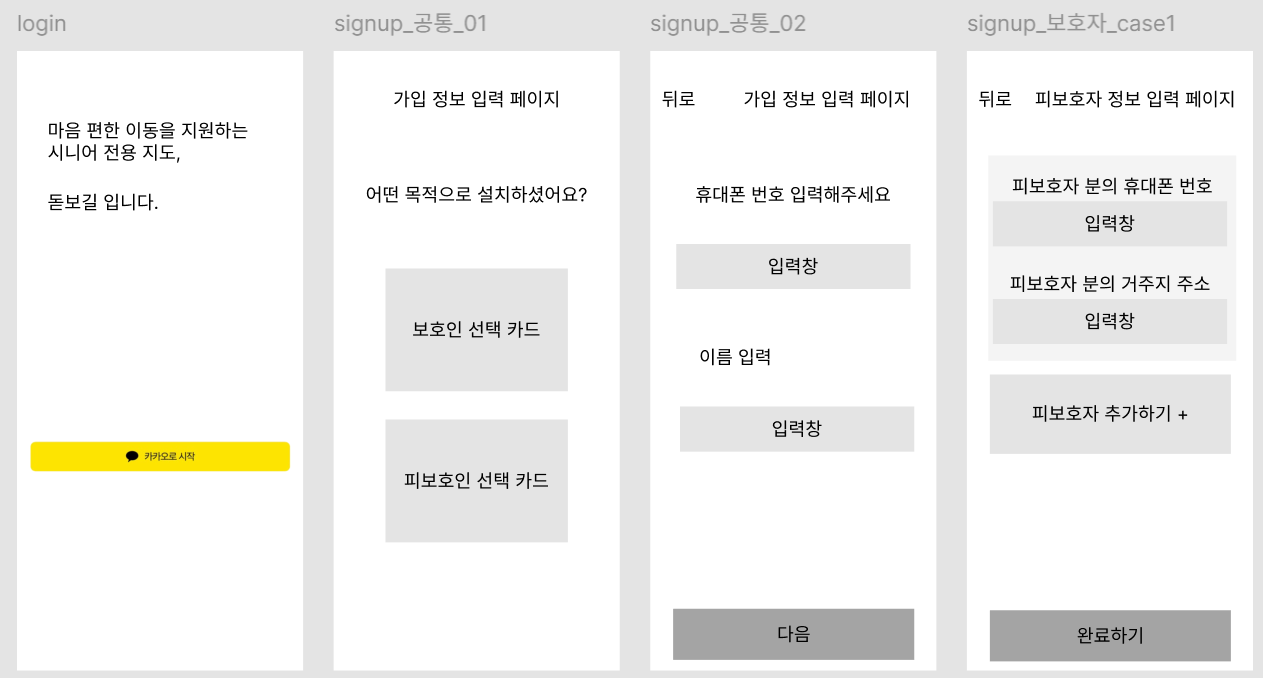 login
마음 편한 이동을 지원하는
시니어 전용 지도,
돋보길 입니다.
카카오로 시작
signup_공통_01
가입 정보 입력 페이지
어떤 목적으로 설치하셨어요?
보호인 선택 카드
피보호인 선택 카드
signup_공통_02
뒤로 가입 정보 입력 페이지
휴대폰 번호 입력해주세요
입력창
이름 입력
입력창
다음
signup_보호자_case1
뒤로 피보호자 정보 입력 페이지
피보호자 분의 휴대폰 번호
입력창
피보호자 분의 거주지 주소
입력창
피보호자 추가하기 +
완료하기